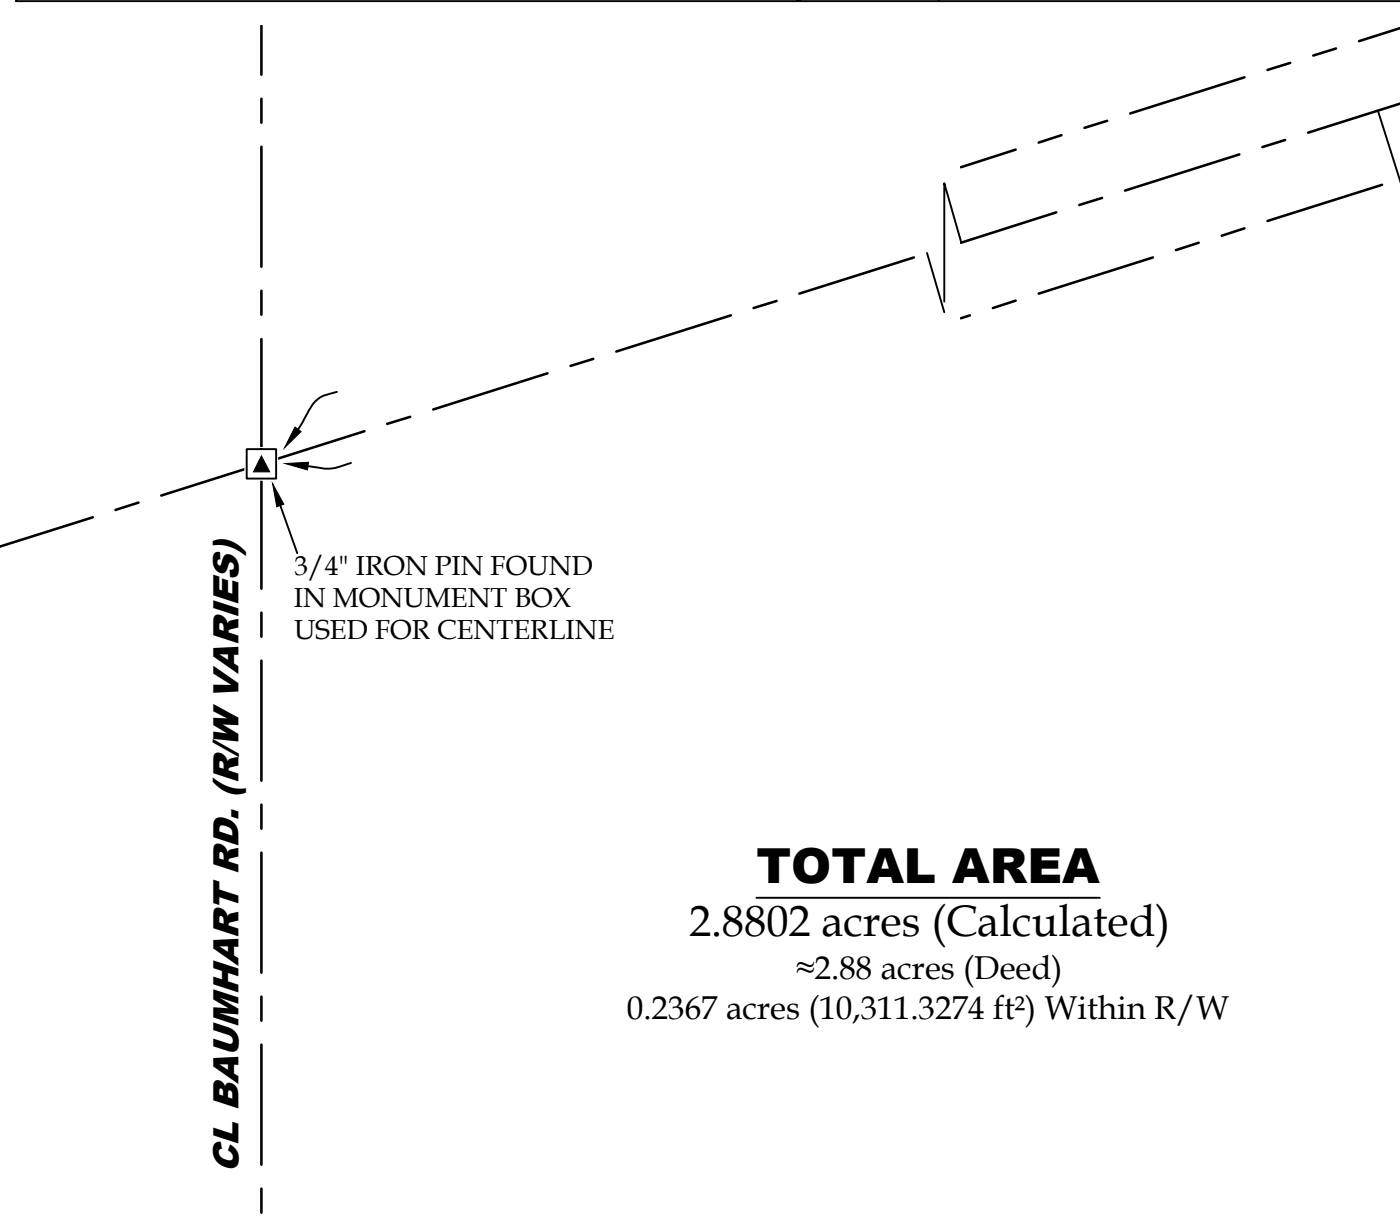 3/4" IRON PIN FOUND
IN MONUMENT BOX
USED FOR CENTERLINE
CL BAUMHART RD. (R/W VARIES)
TOTAL AREA
2.8802 acres (Calculated)
≈2.88 acres (Deed)
0.2367 acres (10,311.3274 ft²) Within R/W